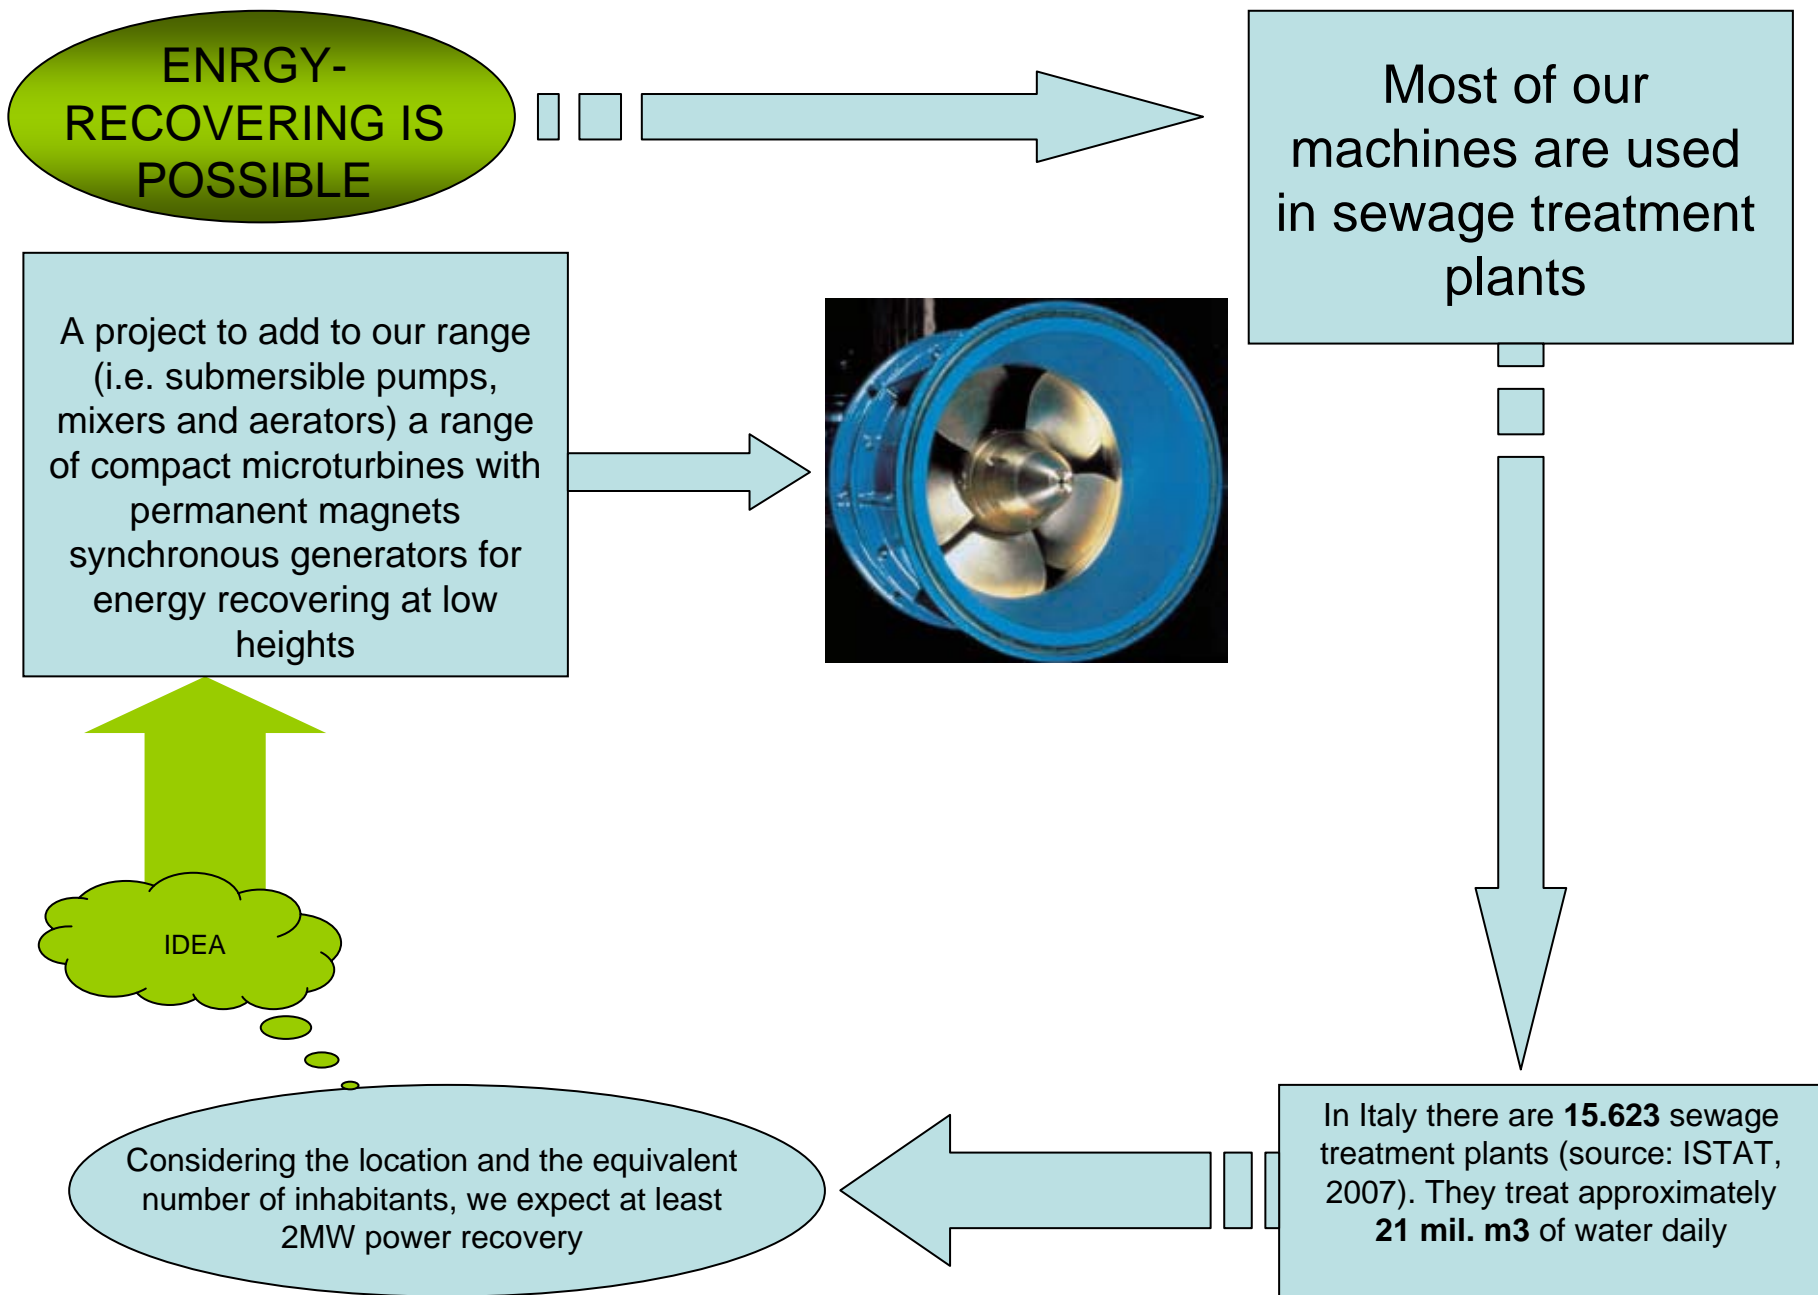 ENRGY-
RECOVERING IS
POSSIBLE
Most of our
machines are used
in sewage treatment
plants
A project to add to our range
(i.e. submersible pumps,
mixers and aerators) a range
of compact microturbines with
permanent magnets
synchronous generators for
energy recovering at low
heights
IDEA
Considering the location and the equivalent
number of inhabitants, we expect at least
2MW power recovery
In Italy there are 15.623 sewage
treatment plants (source: ISTAT,
2007). They treat approximately
21 mil. m3 of water daily